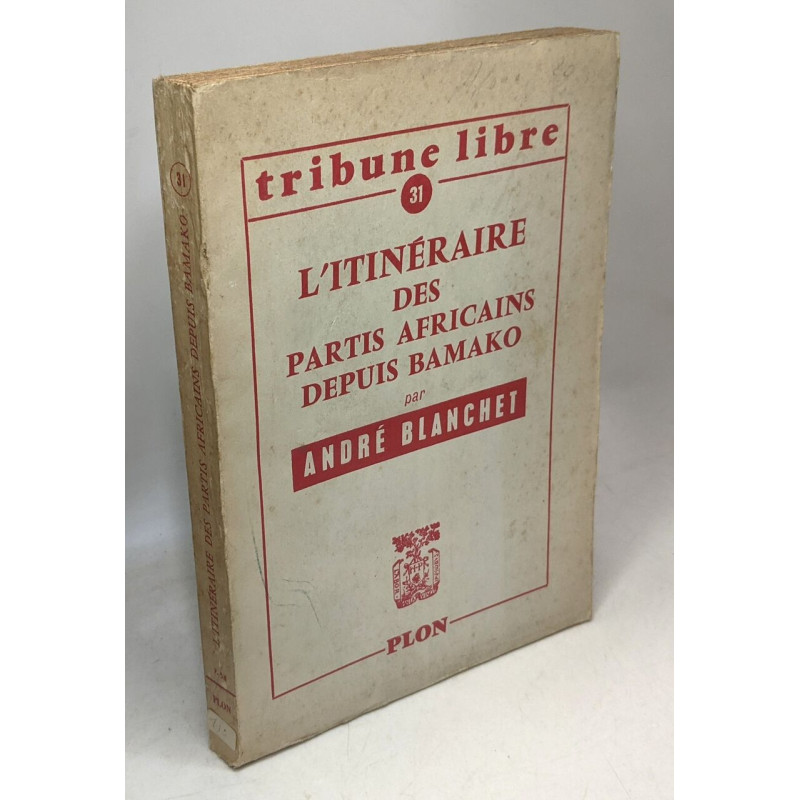 tribune libre
31
L'ITINÉRAIRE
DES
PARTIS AFRICAINS
DEPUIS BAMAKO
par
ANDRÉ BLANCHET
PLON
31
L'ITINÉRAIRE DES PARTIS AFRICAINS DEPUIS BAMAKO
PLON